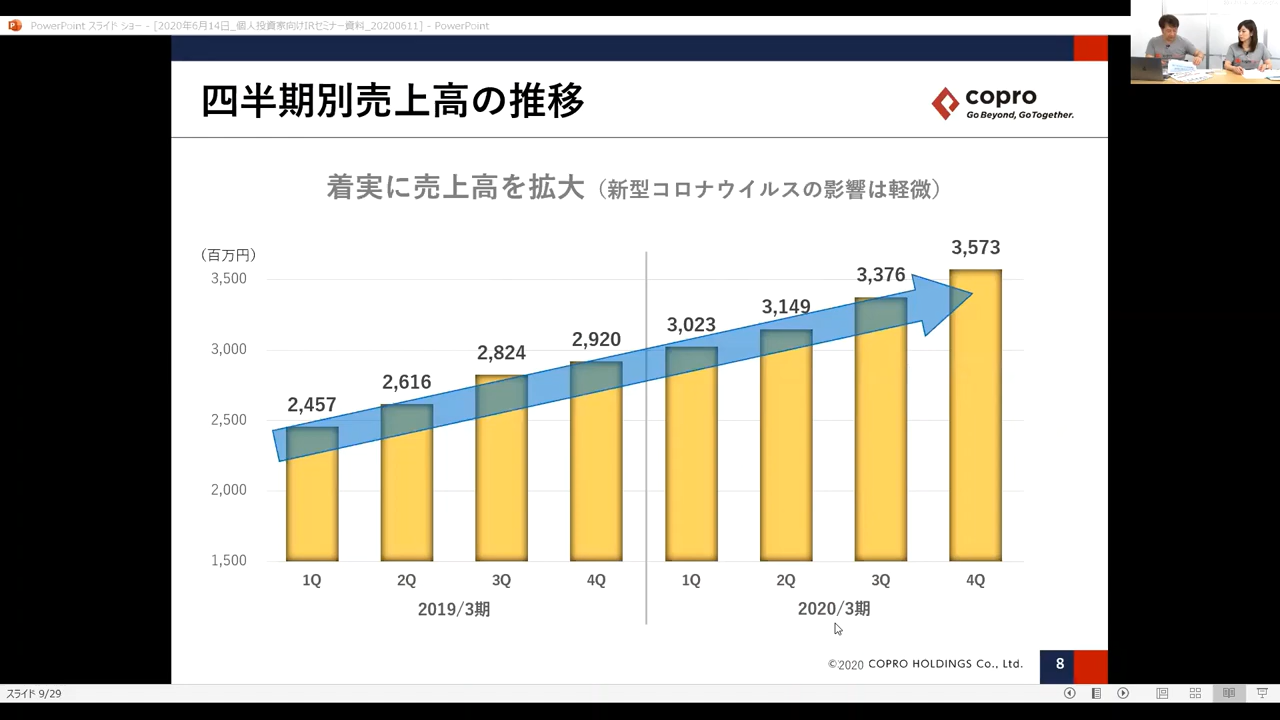 PowerPoint スライド ショー - [2020年6月14日_個人投資家向けIRセミナー資料_20200611] - PowerPoint
四半期別売上高の推移
copro
Go Beyond, Go Together.
着実に売上高を拡大（新型コロナウイルスの影響は軽微）
（百万円）
3,500
3,000
2,500
2,000
1,500
2,457
2,616
2,824
2,920
3,023
3,149
3,376
3,573
1Q 2Q 3Q 4Q 1Q 2Q 3Q 4Q
2019/3期 2020/3期
©2020 COPRO HOLDINGS Co., Ltd.
8
スライド 9/29